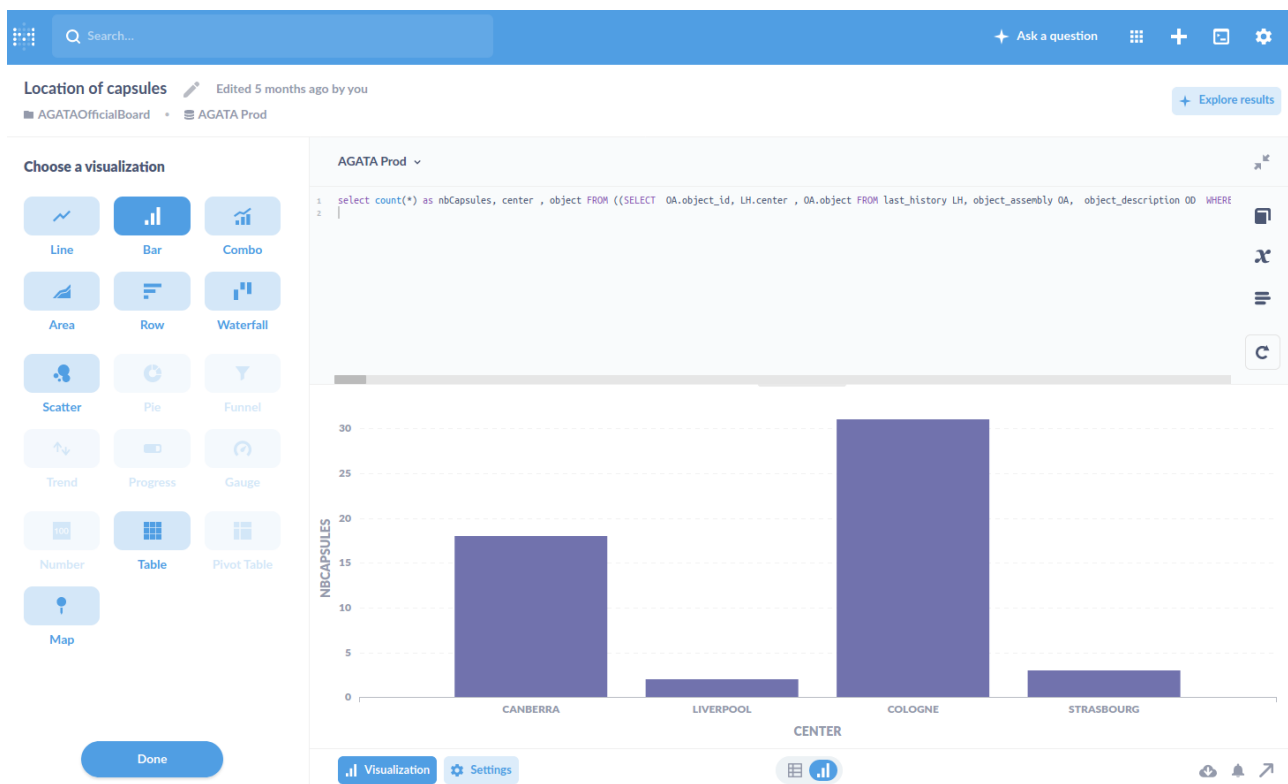 Search...
Ask a question
Location of capsules
Edited 5 months ago by you
AGATAOfficialBoard • AGATA Prod
Explore results
Choose a visualization
Line
Bar
Combo
Area
Row
Waterfall
Scatter
Pie
Funnel
Trend
Progress
Gauge
100
Number
Table
Pivot Table
Map
Done
AGATA Prod
1 select count(*) as nbCapsules, center , object FROM ((SELECT OA.object_id, LH.center , OA.object FROM last_history LH, object_assembly OA, object_description OD WHERE
2
x
NBCAPSULES
30
25
20
15
10
5
0
CANBERRA
LIVERPOOL
COLOGNE
STRASBOURG
CENTER
Visualization
Settings